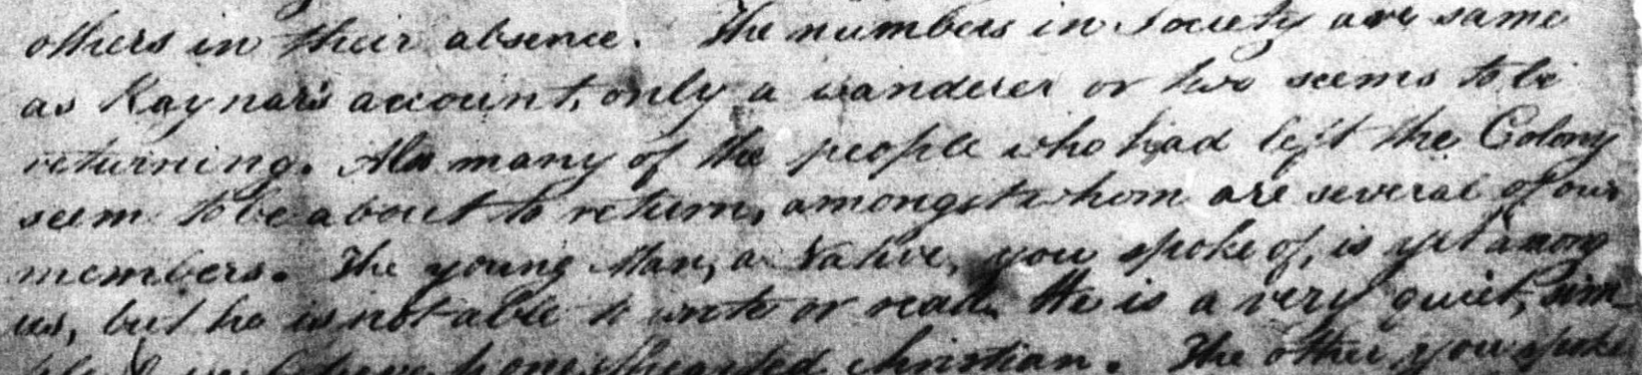 others in their absence. The numbers in Society are same
as Raynar's account, only a wanderer or two seems to be
returning. Also many of the people who had left the Colony
seem to be about to return, amongst whom are several of our
members. The young Man, a Native, you spoke of, is yet among
us, but he is not able to write or read. He is a very quiet, sim-
hearted Christian. The other, you spoke